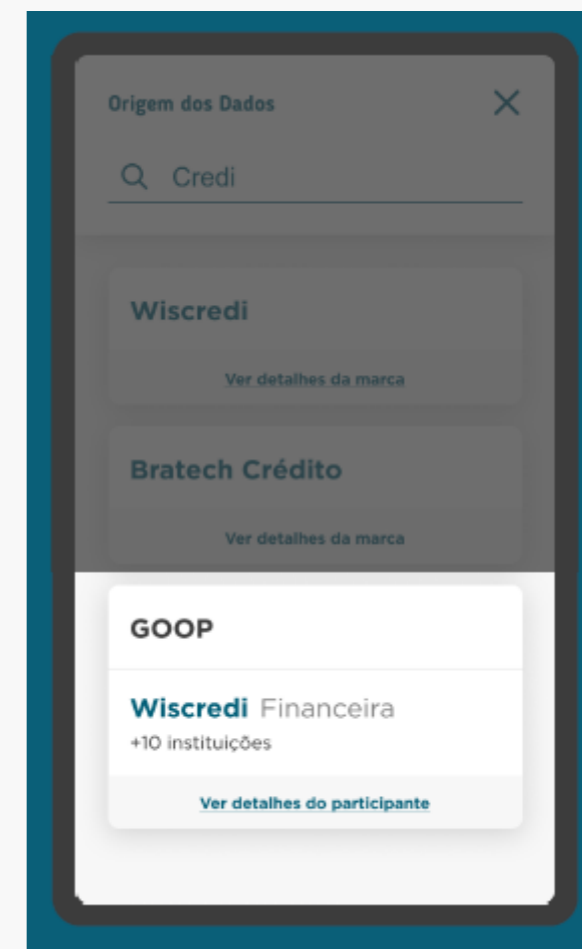 Origem dos Dados
Credi
Wiscredi
Ver detalhes da marca
Bratech Crédito
Ver detalhes da marca
GOOP
Wiscredi Financeira
+10 instituições
Ver detalhes do participante